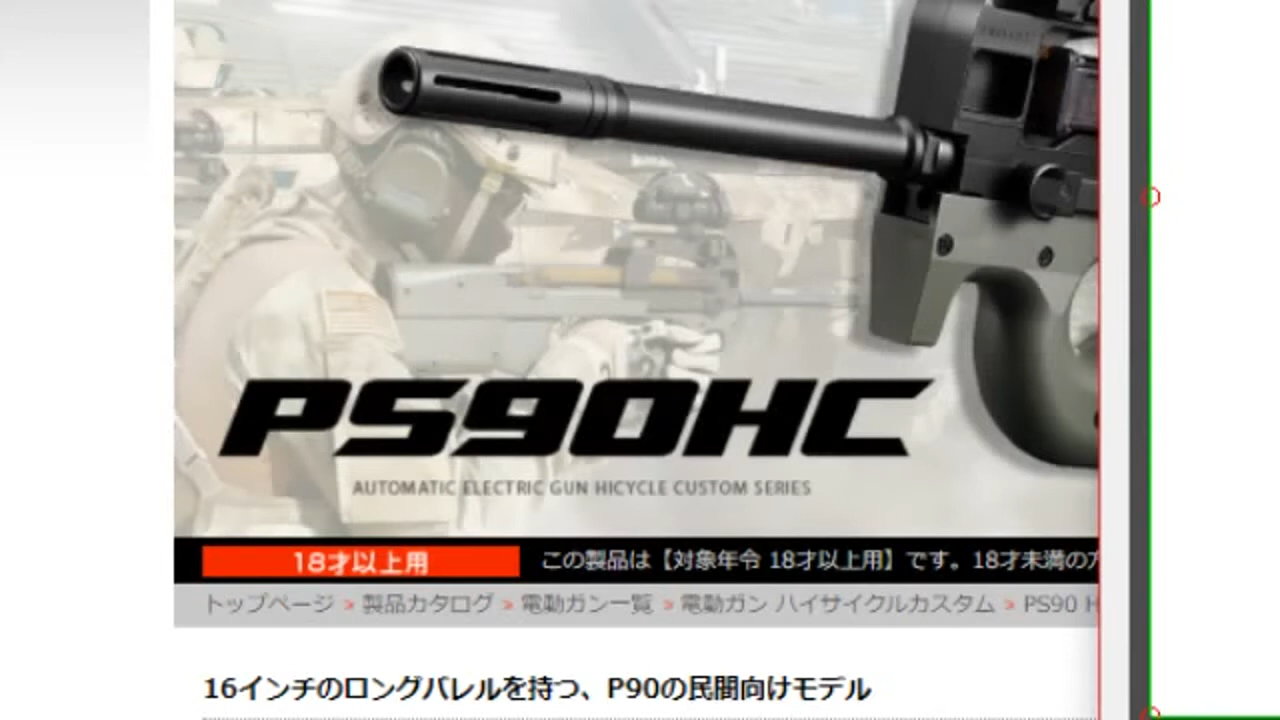 PS90HC
AUTOMATIC ELECTRIC GUN HICYCLE CUSTOM SERIES
18才以上用 この製品は【対象年令 18才以上用】です。18才未満の方
トップページ » 製品カタログ » 電動ガン一覧 » 電動ガン ハイサイクルカスタム » PS90 H
16インチのロングバレルを持つ、P90の民間向けモデル